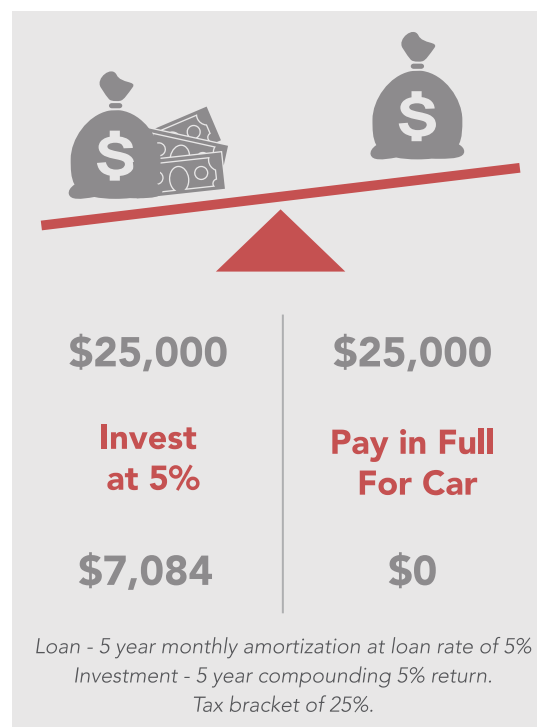 $
$
$25,000
$25,000
Invest
at 5%
Pay in Full
For Car
$7,084
$0
Loan - 5 year monthly amortization at loan rate of 5%
Investment - 5 year compounding 5% return.
Tax bracket of 25%.